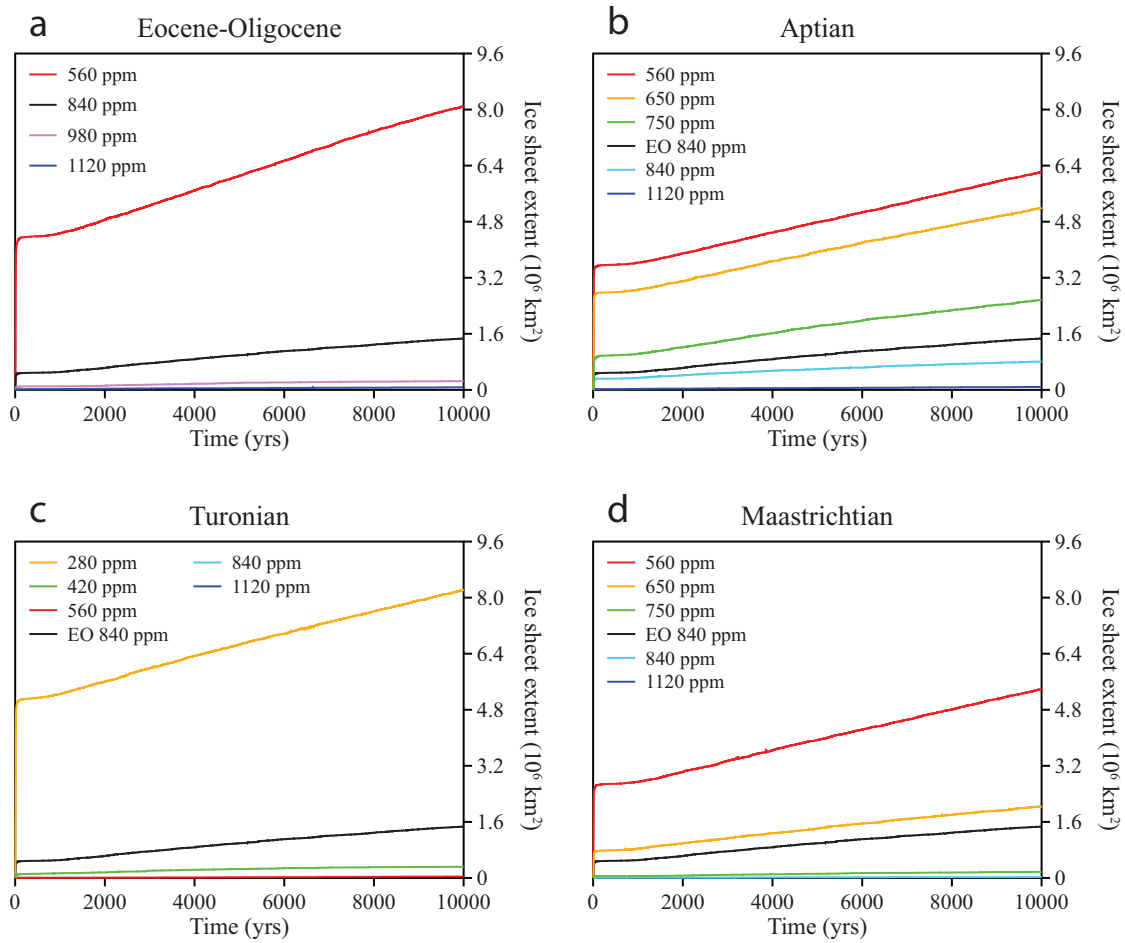 a
Eocene-Oligocene
560 ppm
840 ppm
980 ppm
1120 ppm
9.6
8.0
6.4
4.8
3.2
1.6
0
Ice sheet extent (10⁶ km²)
0 2000 4000 6000 8000 10000
Time (yrs)
b
Aptian
560 ppm
650 ppm
750 ppm
EO 840 ppm
840 ppm
1120 ppm
9.6
8.0
6.4
4.8
3.2
1.6
0
Ice sheet extent (10⁶ km²)
0 2000 4000 6000 8000 10000
Time (yrs)
c
Turonian
280 ppm
420 ppm
560 ppm
EO 840 ppm
840 ppm
1120 ppm
9.6
8.0
6.4
4.8
3.2
1.6
0
Ice sheet extent (10⁶ km²)
0 2000 4000 6000 8000 10000
Time (yrs)
d
Maastrichtian
560 ppm
650 ppm
750 ppm
EO 840 ppm
840 ppm
1120 ppm
9.6
8.0
6.4
4.8
3.2
1.6
0
Ice sheet extent (10⁶ km²)
0 2000 4000 6000 8000 10000
Time (yrs)